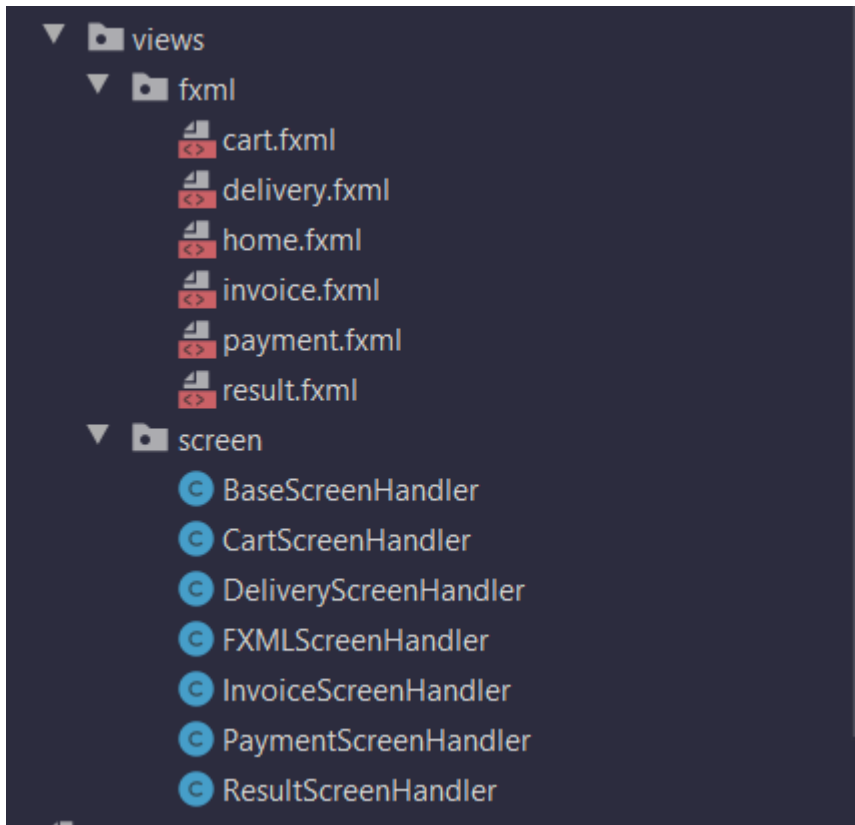 views
fxml
cart.fxml
delivery.fxml
home.fxml
invoice.fxml
payment.fxml
result.fxml
screen
C BaseScreenHandler
C CartScreenHandler
C DeliveryScreenHandler
C FXMLScreenHandler
C InvoiceScreenHandler
C PaymentScreenHandler
C ResultScreenHandler